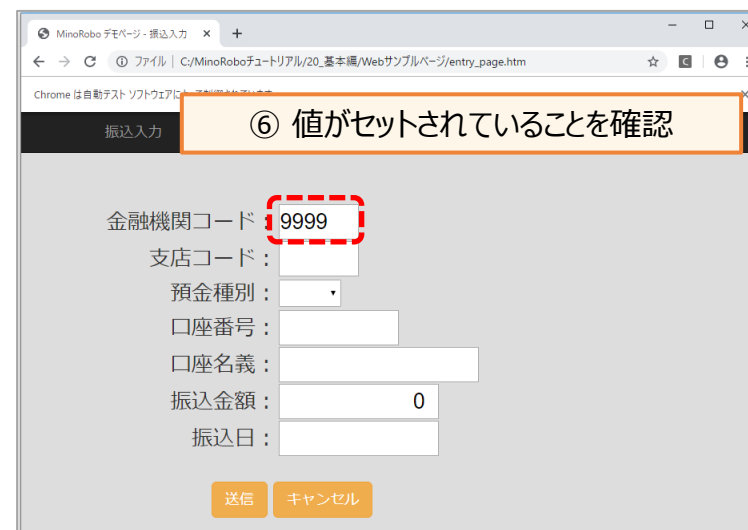 MinoRobo デモページ - 振込入力
ファイル | C:/MinoRoboチュートリアル/20_基本編/Webサンプルページ/entry_page.htm
Chrome は自動テスト ソフトウェアに
⑥ 値がセットされていることを確認
振込入力
金融機関コード：9999
支店コード：
預金種別：
口座番号：
口座名義：
振込金額：0
振込日：
送信 キャンセル